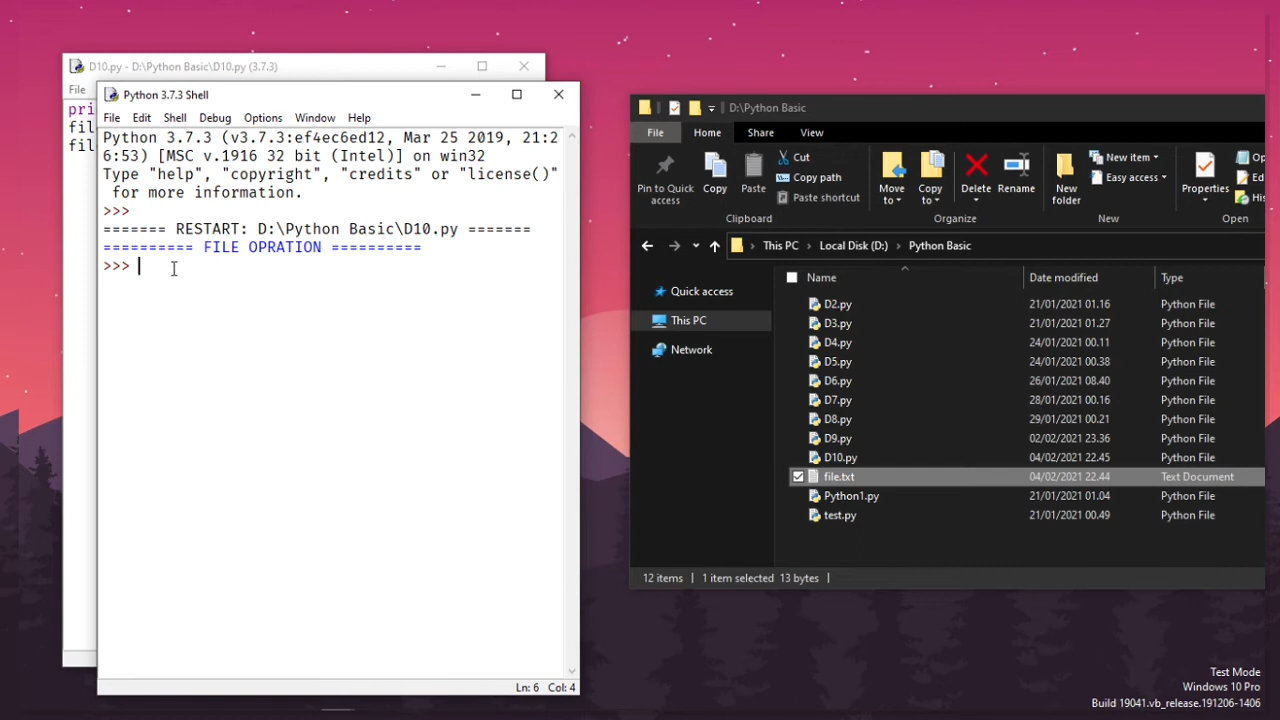 D10.py - D:\Python Basic\D10.py (3.7.3)
File
pri
fil
fil
Python 3.7.3 Shell
File Edit Shell Debug Options Window Help
Python 3.7.3 (v3.7.3:ef4ec6ed12, Mar 25 2019, 21:2
6:53) [MSC v.1916 32 bit (Intel)] on win32
Type "help", "copyright", "credits" or "license()"
for more information.
>>>
======= RESTART: D:\Python Basic\D10.py =======
========== FILE OPRATION ==========
>>>
Ln: 6 Col: 4
D:\Python Basic
File Home Share View
Pin to Quick
access
Copy
Paste
Cut
Copy path
Paste shortcut
Clipboard
Move
to
Copy
to
Delete
Rename
Organize
New
Folder
New item
Easy access
New
Properties
Op
Ed
His
Open
This PC > Local Disk (D:) > Python Basic
Quick access
This PC
Network
Name Date modified Type
D2.py 21/01/2021 01.16 Python File
D3.py 21/01/2021 01.27 Python File
D4.py 24/01/2021 00.11 Python File
D5.py 24/01/2021 00.38 Python File
D6.py 26/01/2021 08.40 Python File
D7.py 28/01/2021 00.16 Python File
D8.py 29/01/2021 00.21 Python File
D9.py 02/02/2021 23.36 Python File
D10.py 04/02/2021 22.45 Python File
file.txt 04/02/2021 22.44 Text Document
Python1.py 21/01/2021 01.04 Python File
test.py 21/01/2021 00.49 Python File
12 items 1 item selected 13 bytes
Test Mode
Windows 10 Pro
Build 19041.vb_release.191206-1406